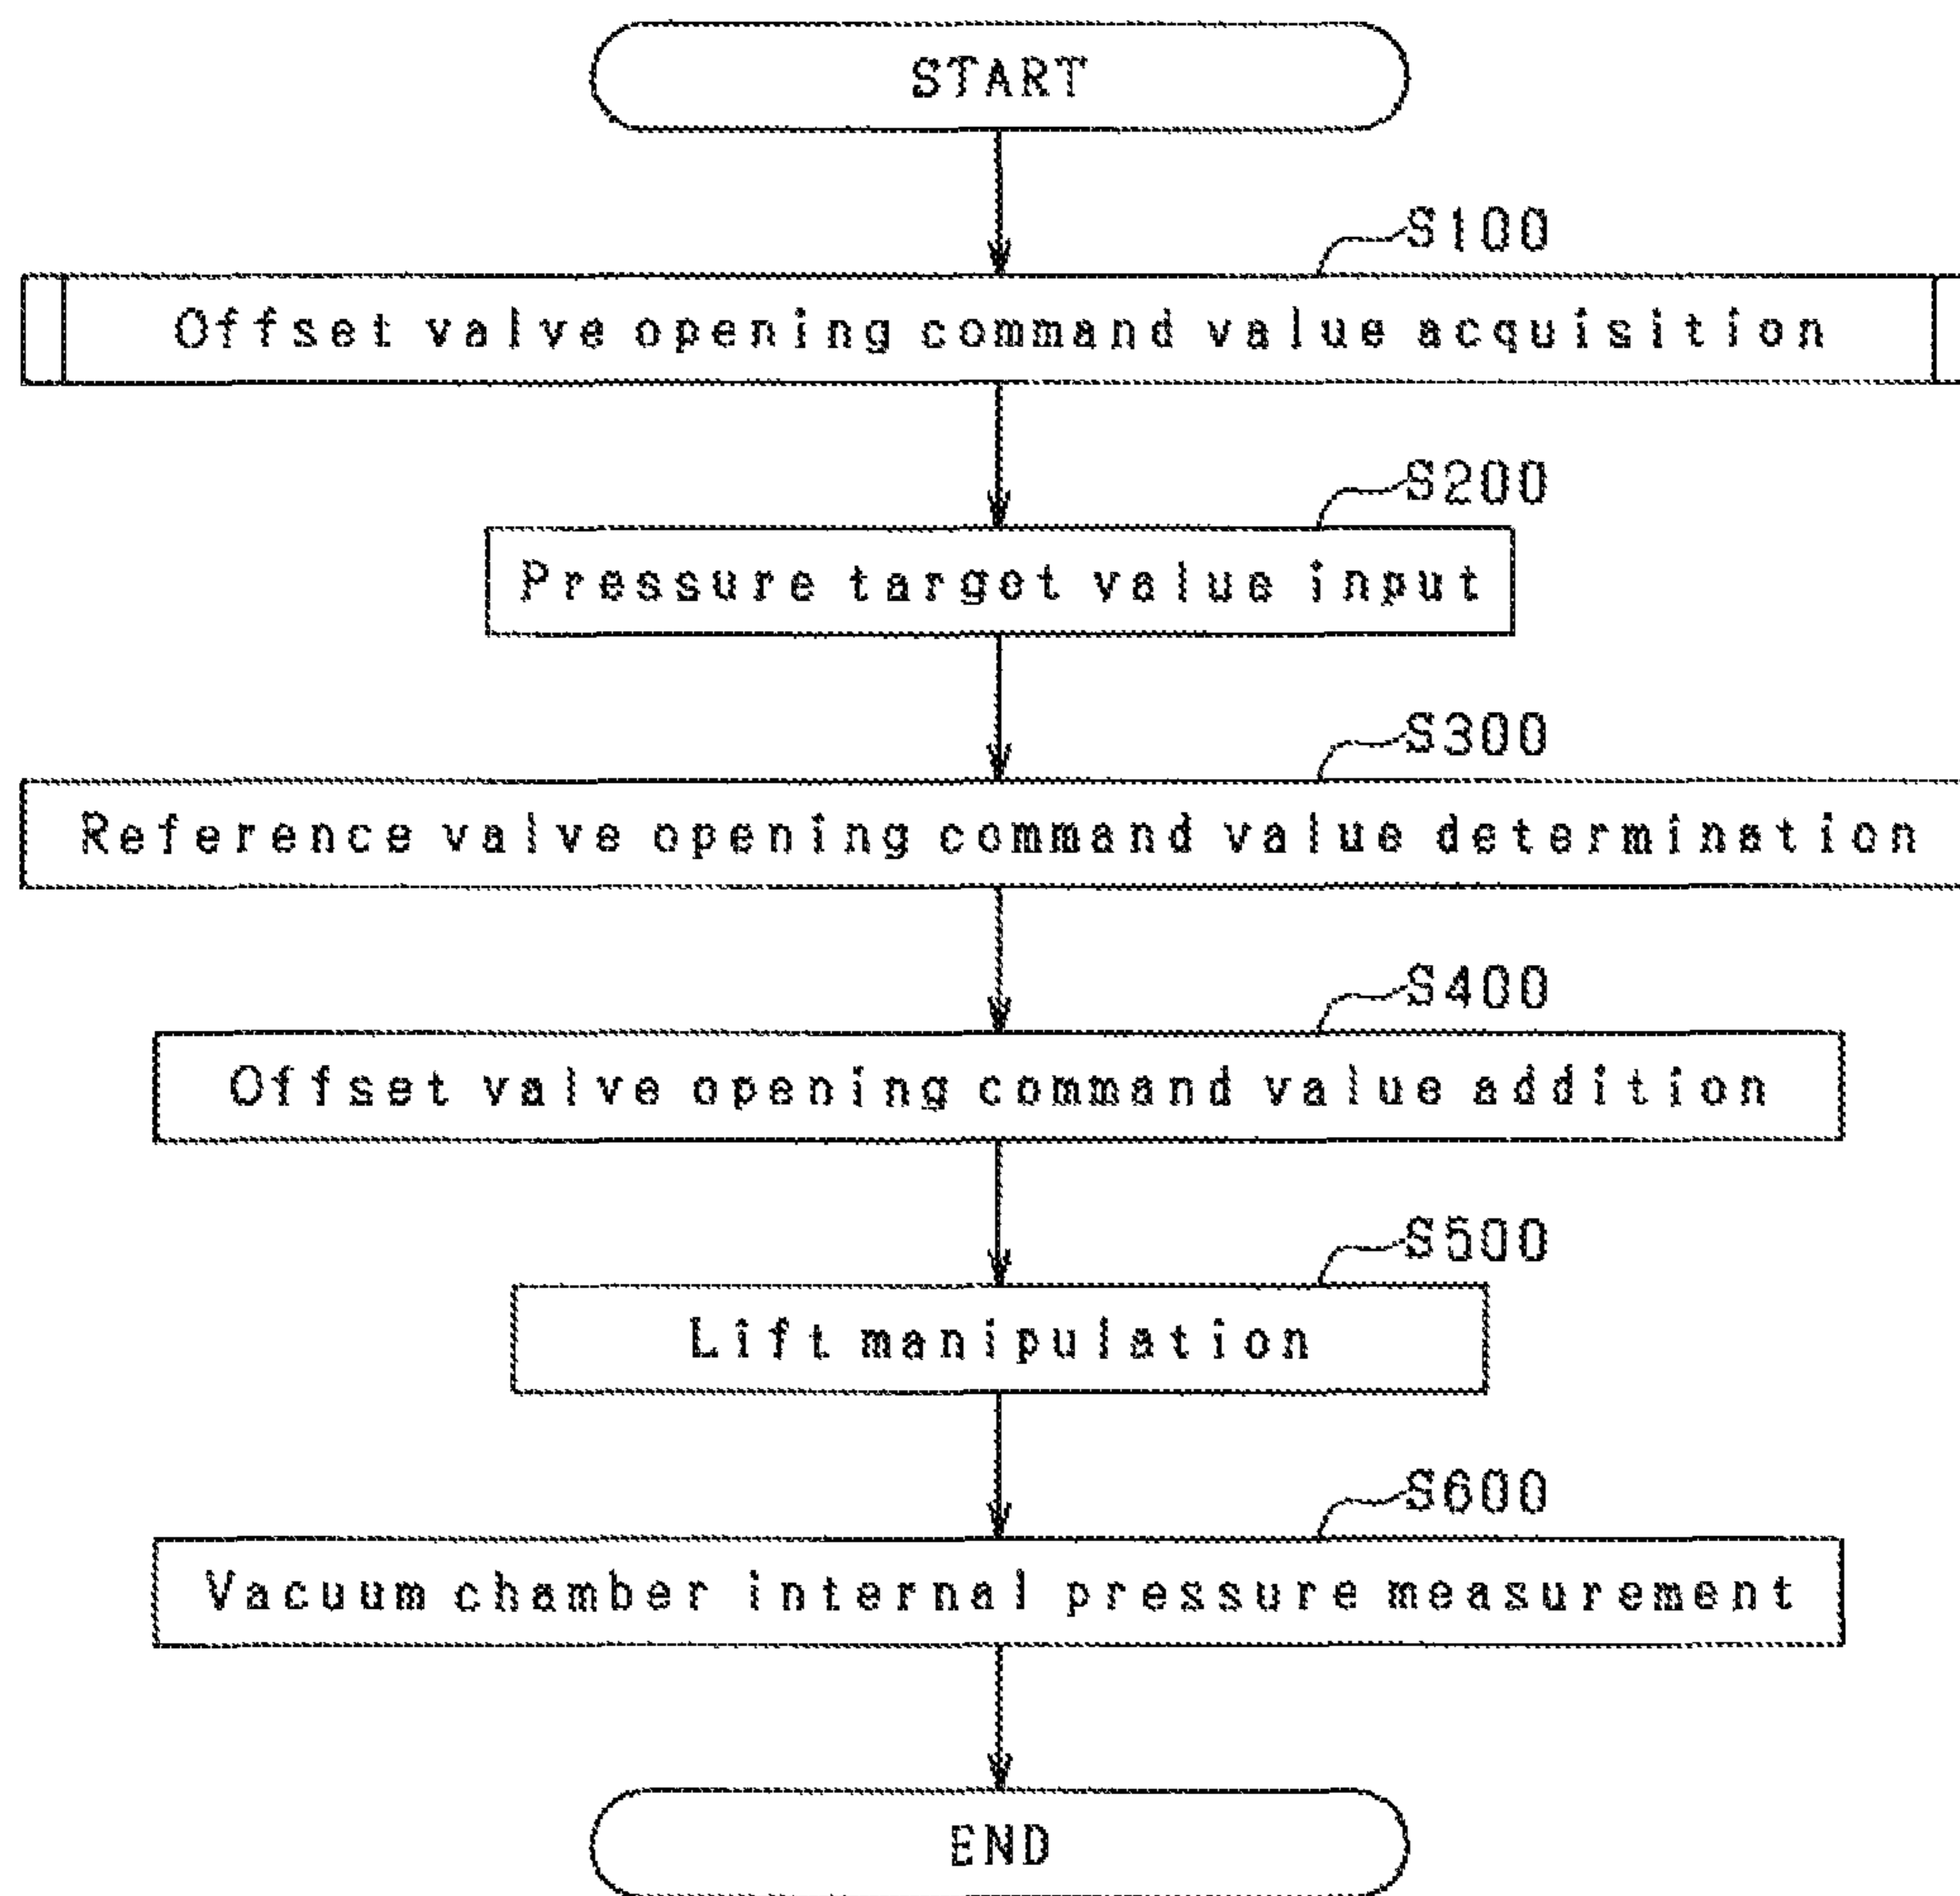 START
S100
Offset valve opening command value acquisition
S200
Pressure target value input
S300
Reference valve opening command value determination
S400
Offset valve opening command value addition
S500
Lift manipulation
S600
Vacuum chamber internal pressure measurement
END